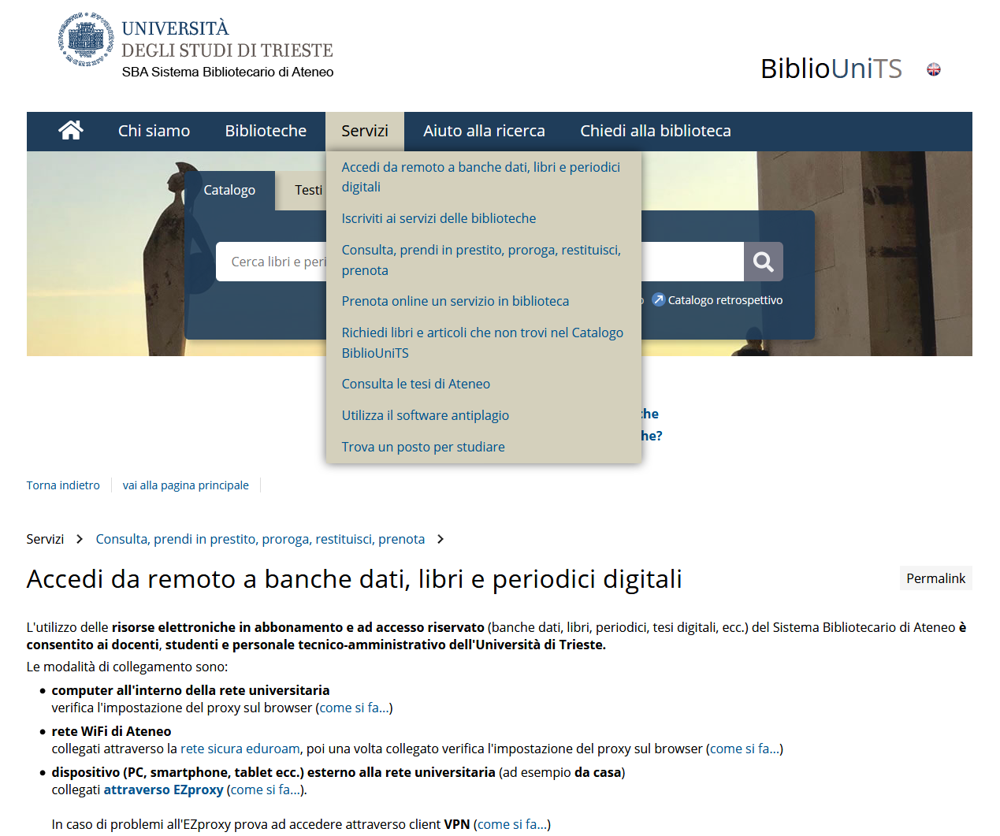 UNIVERSITÀ
DEGLI STUDI DI TRIESTE
SBA Sistema Bibliotecario di Ateneo
BiblioUniTS
Chi siamo
Biblioteche
Servizi
Aiuto alla ricerca
Chiedi alla biblioteca
Catalogo
Testi
Cerca libri e peri
Catalogo retrospettivo
Accedi da remoto a banche dati, libri e periodici
digitali
Iscriviti ai servizi delle biblioteche
Consulta, prendi in prestito, proroga, restituisci,
prenota
Prenota online un servizio in biblioteca
Richiedi libri e articoli che non trovi nel Catalogo
BiblioUniTS
Consulta le tesi di Ateneo
Utilizza il software antiplagio
Trova un posto per studiare
he?
Torna indietro
vai alla pagina principale
Servizi
Consulta, prendi in prestito, proroga, restituisci, prenota
Accedi da remoto a banche dati, libri e periodici digitali
Permalink
L'utilizzo delle risorse elettroniche in abbonamento e ad accesso riservato (banche dati, libri, periodici, tesi digitali, ecc.) del Sistema Bibliotecario di Ateneo è
consentito ai docenti, studenti e personale tecnico-amministrativo dell'Università di Trieste.
Le modalità di collegamento sono:
• computer all'interno della rete universitaria
verifica l'impostazione del proxy sul browser (come si fa...)
• rete WiFi di Ateneo
collegati attraverso la rete sicura eduroam, poi una volta collegato verifica l'impostazione del proxy sul browser (come si fa...)
• dispositivo (PC, smartphone, tablet ecc.) esterno alla rete universitaria (ad esempio da casa)
collegati attraverso EZproxy (come si fa...).
In caso di problemi all'EZproxy prova ad accedere attraverso client VPN (come si fa...)